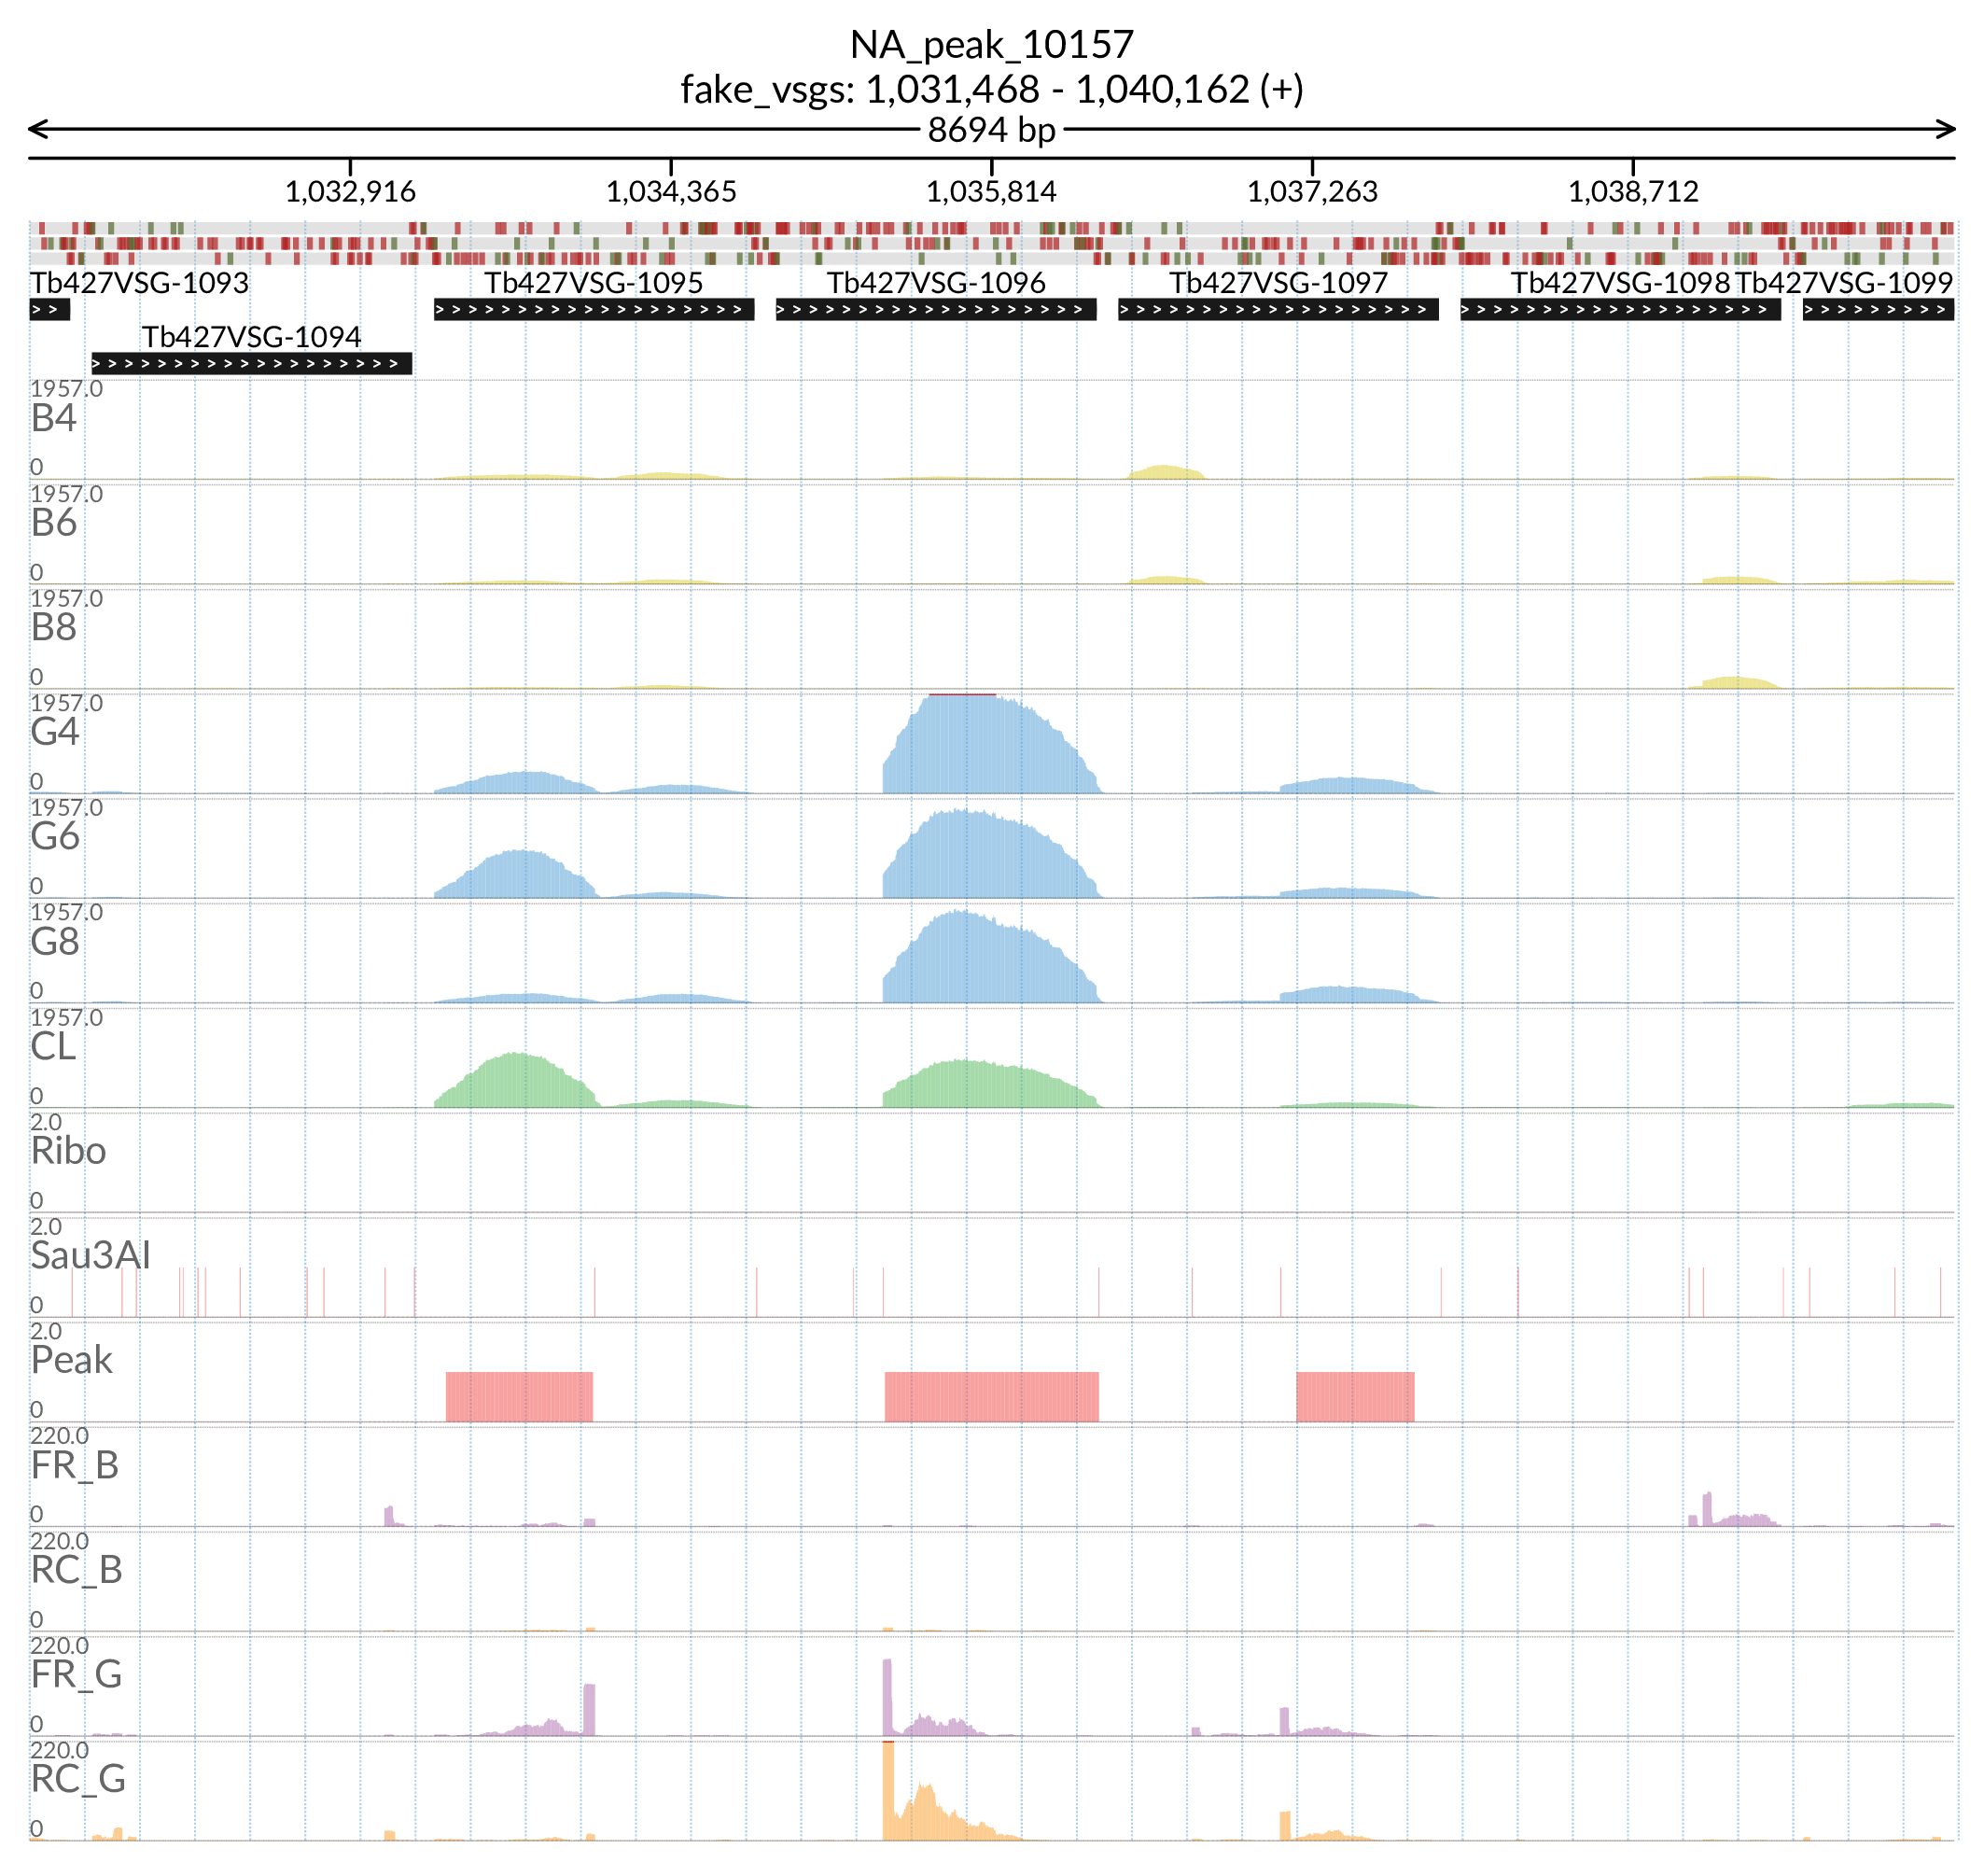 NA_peak_10157
fake_vsgs: 1,031,468 - 1,040,162 (+)
8694 bp
1,032,916 1,034,365 1,035,814 1,037,263 1,038,712
Tb427VSG-1093 Tb427VSG-1095 Tb427VSG-1096 Tb427VSG-1097 Tb427VSG-1098 Tb427VSG-1099
Tb427VSG-1094
1957.0
B4
0
1957.0
B6
0
1957.0
B8
0
1957.0
G4
0
1957.0
G6
0
1957.0
G8
0
1957.0
CL
0
2.0
Ribo
0
2.0
Sau3AI
0
2.0
Peak
0
220.0
FR_B
0
220.0
RC_B
0
220.0
FR_G
0
220.0
RC_G
0